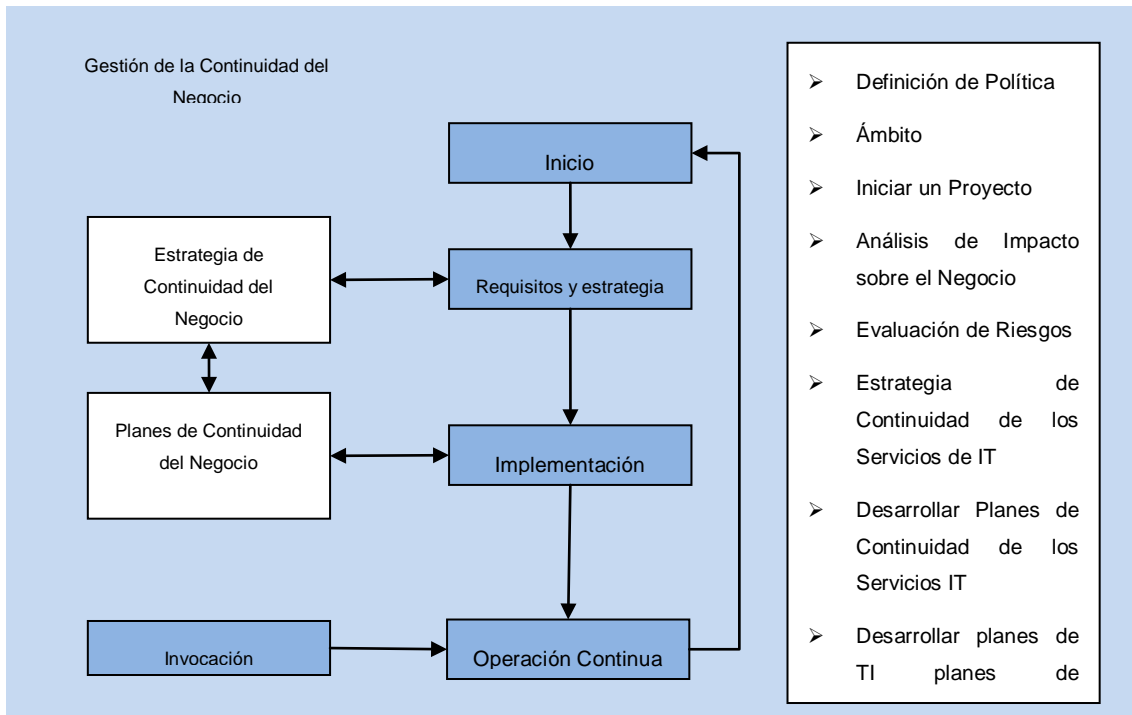 Gestión de la Continuidad del
Negocio
Inicio
Estrategia de
Continuidad del
Negocio
Requisitos y estrategia
Planes de Continuidad
del Negocio
Implementación
Invocación
Operación Continua
➢ Definición de Política
➢ Ámbito
➢ Iniciar un Proyecto
➢ Análisis de Impacto
sobre el Negocio
➢ Evaluación de Riesgos
➢ Estrategia de
Continuidad de los
Servicios de IT
➢ Desarrollar Planes de
Continuidad de los
Servicios IT
➢ Desarrollar planes de
TI planes de